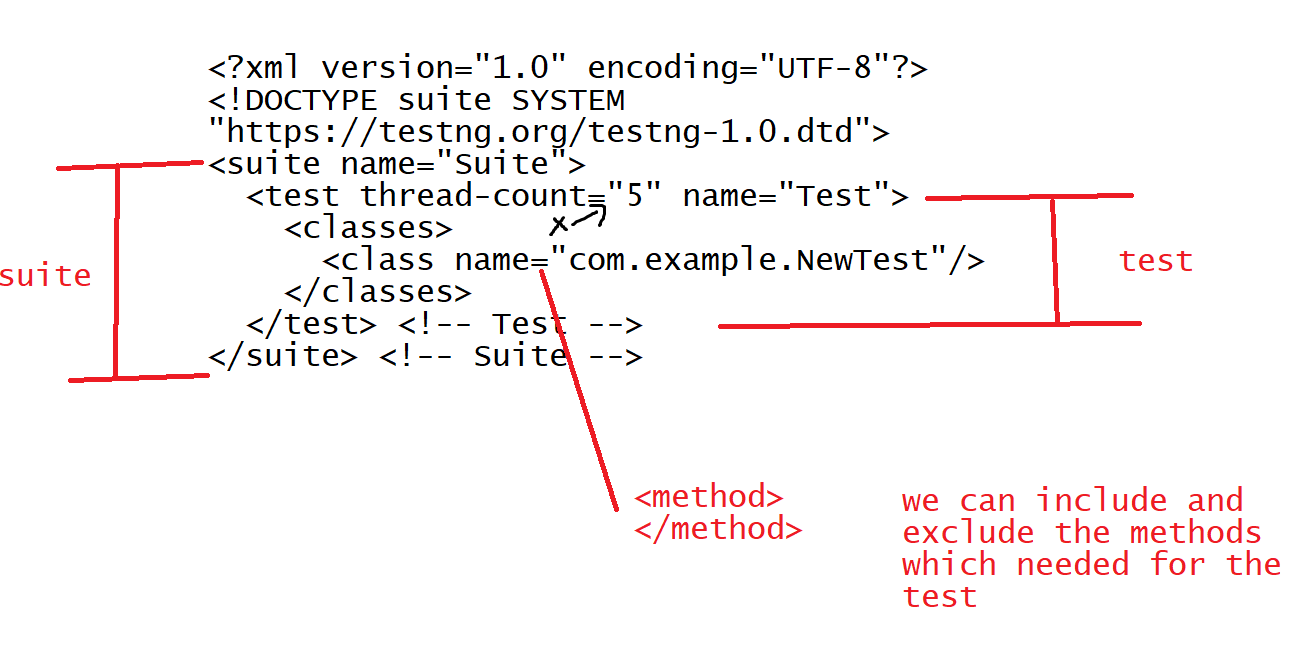 <?xml version="1.0" encoding="UTF-8"?>
<!DOCTYPE suite SYSTEM
"https://testng.org/testng-1.0.dtd">
<suite name="Suite">
<test thread-count="5" name="Test">
<classes>
<class name="com.example.NewTest"/>
</classes>
</test> <!-- Test -->
</suite> <!-- Suite -->
suite
test
<method>
</method>
we can include and
exclude the methods
which needed for the
test